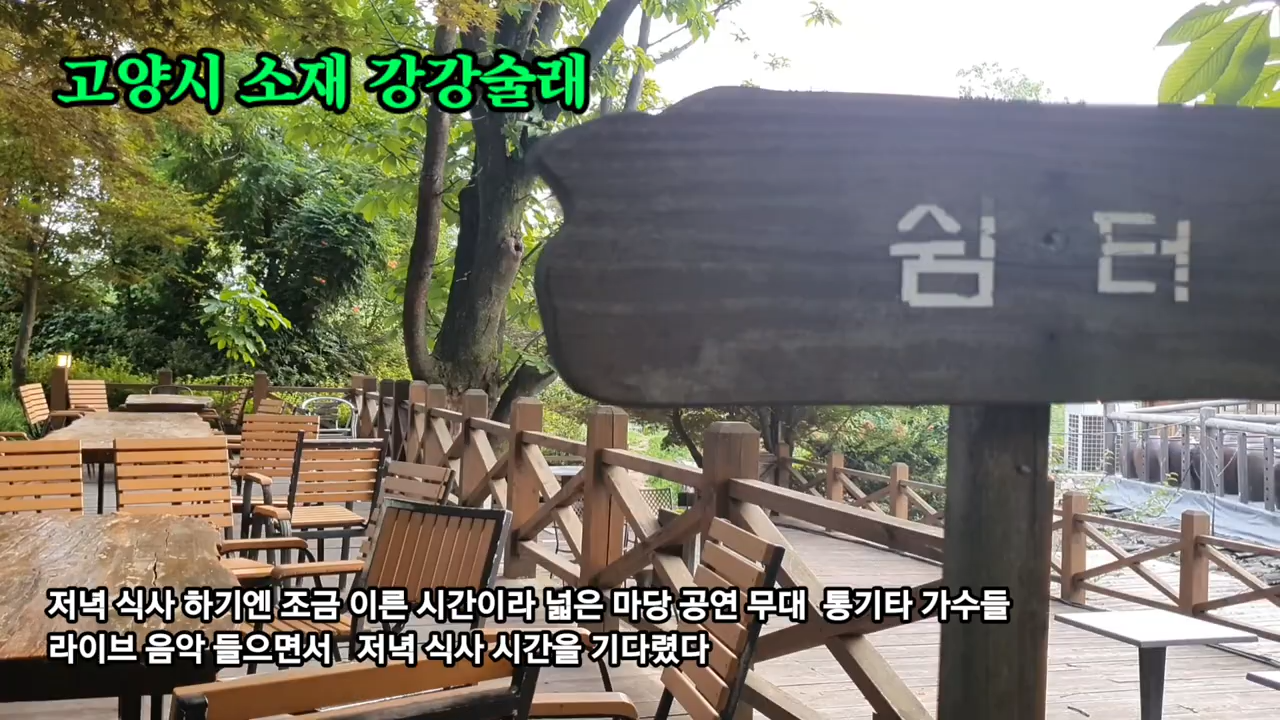 고양시 소재 강강술래
쉼 터
저녁 식사 하기엔 조금 이른 시간이라 넓은 마당 공연 무대 통기타 가수들
라이브 음악 들으면서 저녁 식사 시간을 기다렸다